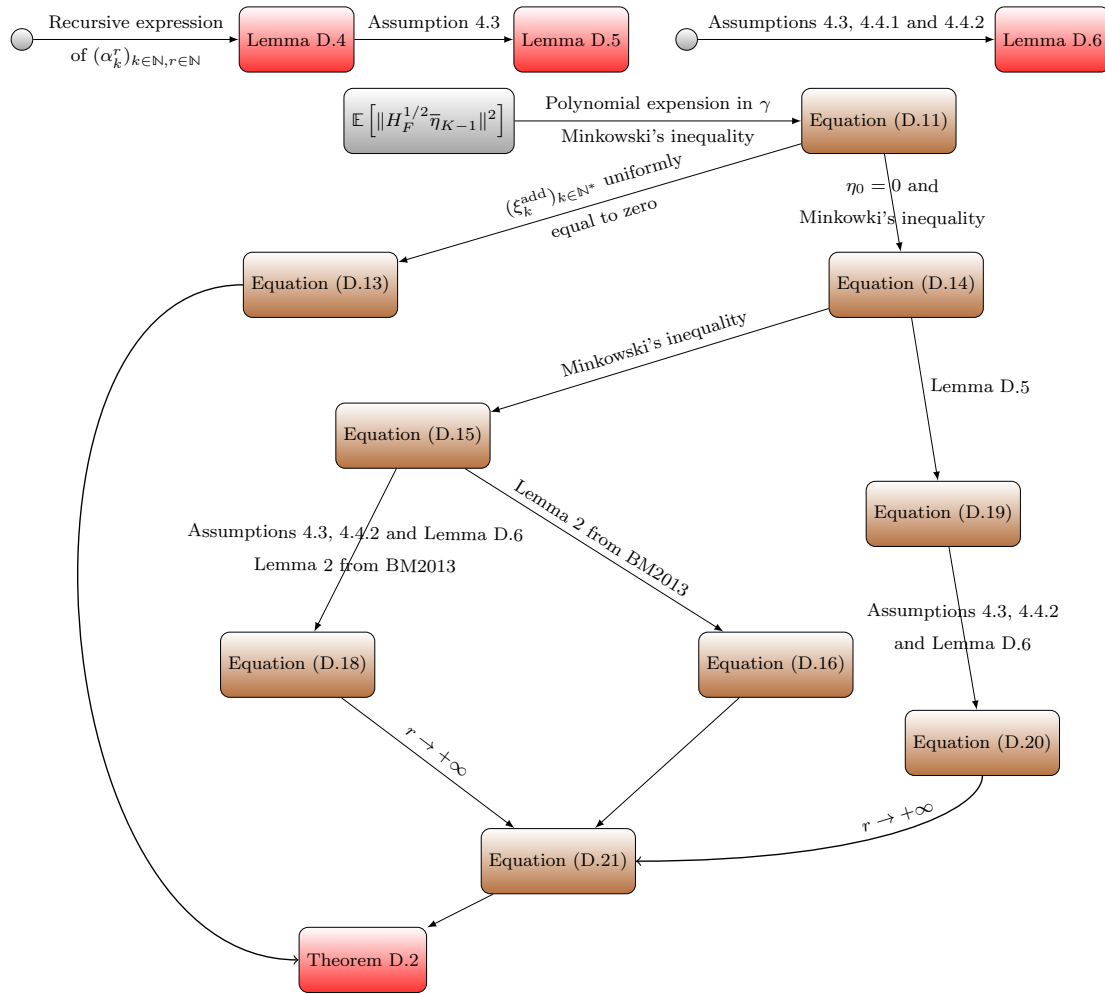 Recursive expression
of $(\alpha_k^r)_{k\in\mathbb{N},r\in\mathbb{N}}$
Lemma D.4
Assumption 4.3
Lemma D.5
Assumptions 4.3, 4.4.1 and 4.4.2
Lemma D.6
$\mathbb{E}\left[\|H_F^{1/2}\overline{\eta}_{K-1}\|^2\right]$
Polynomial expension in $\gamma$
Minkowski's inequality
Equation (D.11)
$(\xi_k^{\mathrm{add}})_{k\in\mathbb{N}^*}$ uniformly
equal to zero
$\eta_0 = 0$ and
Minkowki's inequality
Equation (D.13)
Equation (D.14)
Minkowski's inequality
Lemma D.5
Equation (D.15)
Equation (D.19)
Assumptions 4.3, 4.4.2 and Lemma D.6
Lemma 2 from BM2013
Lemma 2 from BM2013
Assumptions 4.3, 4.4.2
and Lemma D.6
Equation (D.18)
Equation (D.16)
Equation (D.20)
$r \to +\infty$
$r \to +\infty$
Equation (D.21)
Theorem D.2